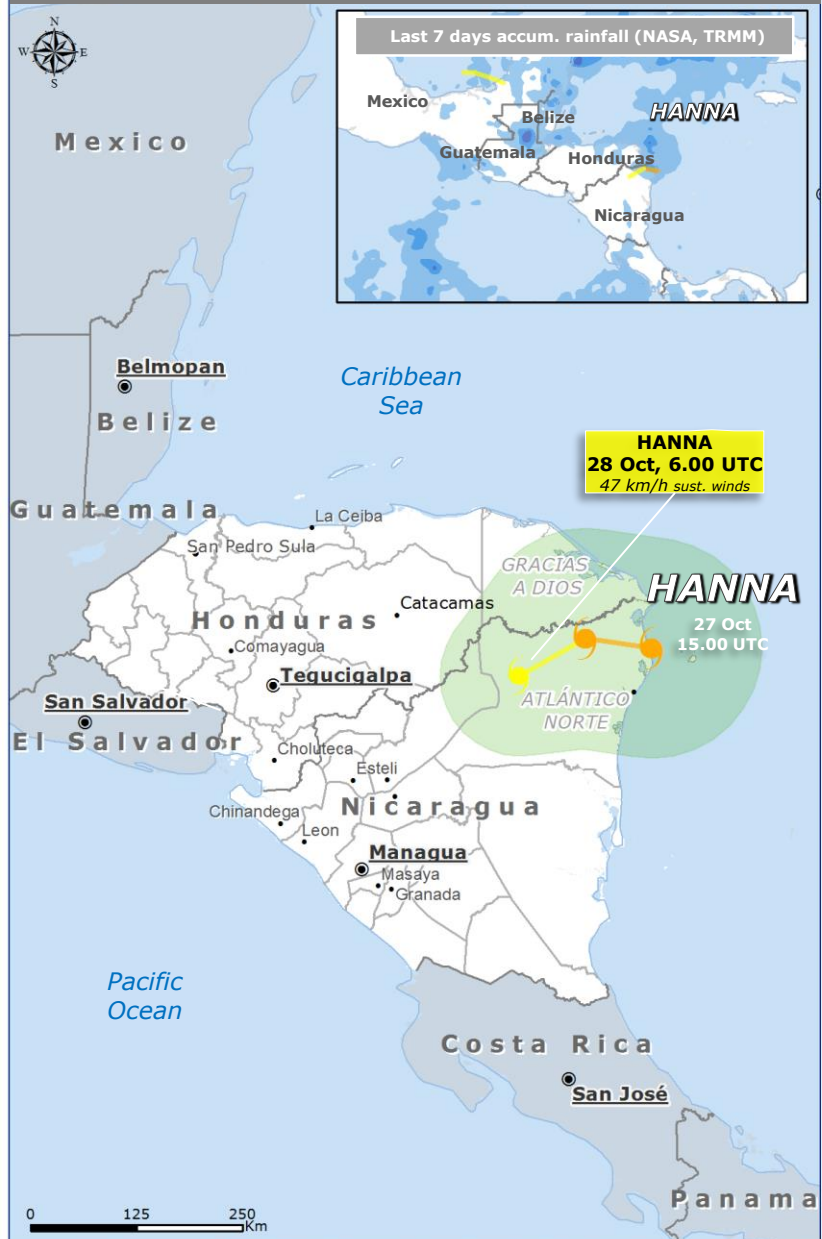 N
W
E
S
Last 7 days accum. rainfall (NASA, TRMM)
Mexico
Belize
HANNA
Guatemala
Honduras
Nicaragua
Mexico
Belmopan
Belize
Caribbean
Sea
HANNA
28 Oct, 6.00 UTC
47 km/h sust. winds
Guatemala
La Ceiba
San Pedro Sula
GRACIAS
A DIOS
HANNA
27 Oct
15.00 UTC
Catacamas
Honduras
Comayagua
Tegucigalpa
San Salvador
ATLÁNTICO
NORTE
El Salvador
Choluteca
Esteli
Nicaragua
Chinandega
Leon
Managua
Masaya
Granada
Pacific
Ocean
Costa Rica
San José
Panama
0 125 250
Km